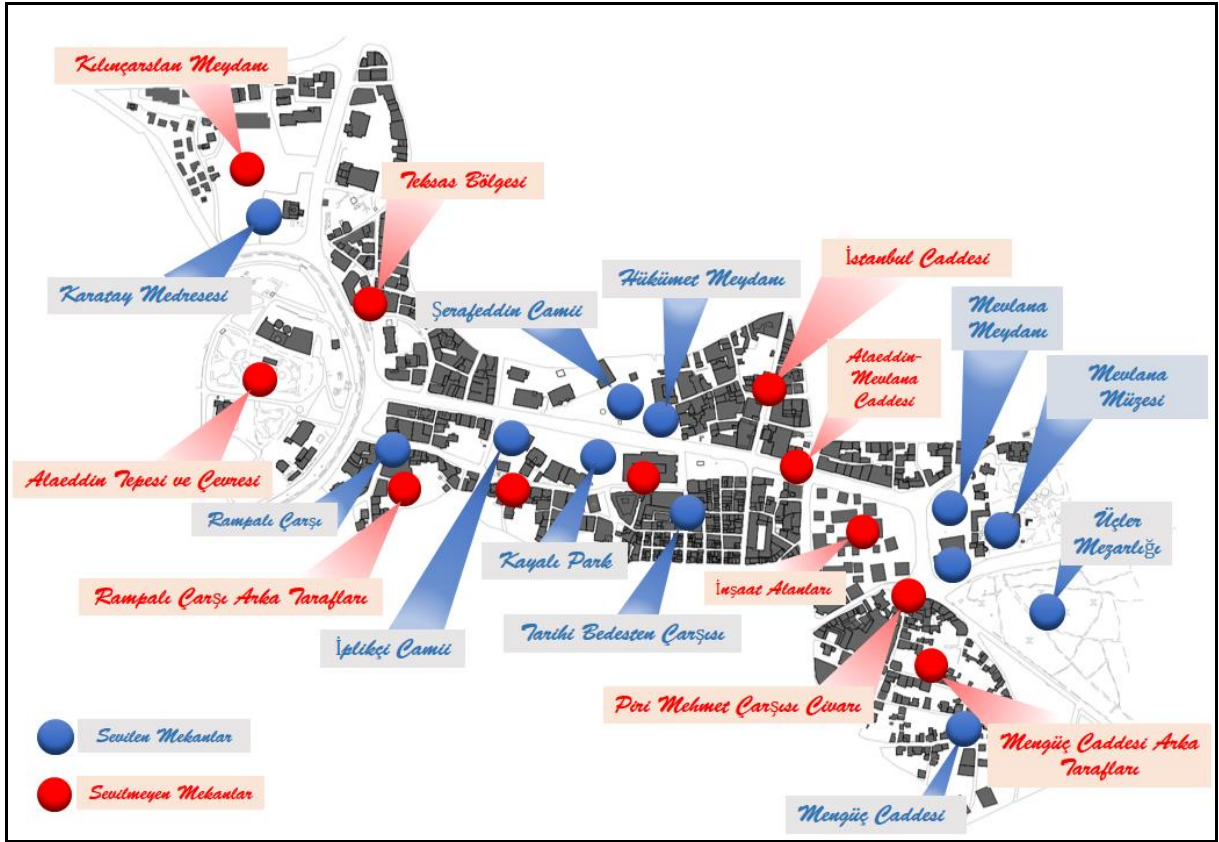 Kılınçarslan Meydanı
Teksas Bölgesi
İstanbul Caddesi
Hükümet Meydanı
Karatay Medresesi
Şerafeddin Camii
Mevlana
Meydanı
Alaeddin-
Mevlana
Caddesi
Mevlana
Müzesi
Alaeddin Tepesi ve Çevresi
Rampalı Çarşı
Üçler
Mezarlığı
Kayalı Park
Rampalı Çarşı Arka Tarafları
İnşaat Alanları
İplikçi Camii
Tarihi Bedesten Çarşısı
Piri Mehmet Çarşısı Civarı
Mengüç Caddesi Arka
Tarafları
Mengüç Caddesi
Sevilen Mekanlar
Sevilmeyen Mekanlar